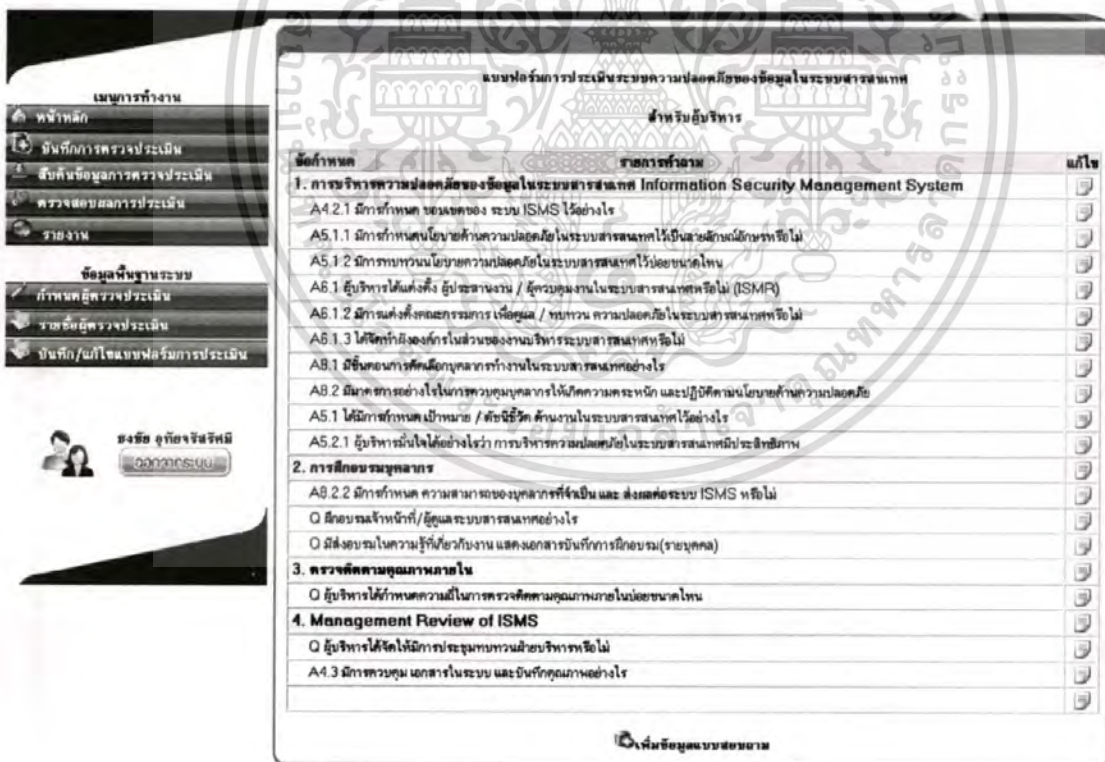 เมนูการทำงาน
หน้าหลัก
บันทึกการตรวจประเมิน
สืบค้นข้อมูลการตรวจประเมิน
ตรวจสอบผลการประเมิน
รายงาน
ข้อมูลพื้นฐานระบบ
กำหนดผู้ตรวจประเมิน
รายชื่อผู้ตรวจประเมิน
บันทึก/แก้ไขแบบฟอร์มการประเมิน
ธงชัย อุทัยจรัสรัศมี
ออกจากระบบ
แบบฟอร์มการประเมินระบบความปลอดภัยของข้อมูลในระบบสารสนเทศ
สำหรับผู้บริหาร
ข้อกำหนด รายการคำถาม แก้ไข
1. การบริหารความปลอดภัยของข้อมูลในระบบสารสนเทศ Information Security Management System
A4.2.1 มีการกำหนด ขอบเขตของ ระบบ ISMS ไว้อย่างไร
A5.1.1 มีการกำหนดนโยบายด้านความปลอดภัยในระบบสารสนเทศไว้เป็นลายลักษณ์อักษรหรือไม่
A5.1.2 มีการทบทวนนโยบายความปลอดภัยในระบบสารสนเทศไว้บ่อยขนาดไหน
A6.1 ผู้บริหารได้แต่งตั้ง ผู้ประสานงาน / ผู้ควบคุมงานในระบบสารสนเทศหรือไม่ (ISMR)
A6.1.2 มีการแต่งตั้งคณะกรรมการ เพื่อดูแล / ทบทวน ความปลอดภัยในระบบสารสนเทศหรือไม่
A6.1.3 ได้จัดทำผังองค์กรในส่วนของงานบริหารระบบสารสนเทศหรือไม่
A8.1 มีขั้นตอนการคัดเลือกบุคลากรทำงานในระบบสารสนเทศอย่างไร
A8.2 มีมาตรการอย่างไรในการควบคุมบุคลากรให้เกิดความตระหนัก และปฏิบัติตามนโยบายด้านความปลอดภัย
A5.1 ได้มีการกำหนด เป้าหมาย / ดัชนีชี้วัด ด้านงานในระบบสารสนเทศไว้อย่างไร
A5.2.1 ผู้บริหารมั่นใจได้อย่างไรว่า การบริหารความปลอดภัยในระบบสารสนเทศมีประสิทธิภาพ
2. การฝึกอบรมบุคลากร
A8.2.2 มีการกำหนด ความสามารถของบุคลากรที่จำเป็น และ ส่งผลต่อระบบ ISMS หรือไม่
Q ฝึกอบรมเจ้าหน้าที่/ผู้ดูแลระบบสารสนเทศอย่างไร
Q มีส่งอบรมในความรู้ที่เกี่ยวกับงาน แสดงเอกสารบันทึกการฝึกอบรม(รายบุคคล)
3. ตรวจติดตามคุณภาพภายใน
Q ผู้บริหารได้กำหนดความถี่ในการตรวจติดตามคุณภาพภายในบ่อยขนาดไหน
4. Management Review of ISMS
Q ผู้บริหารได้จัดให้มีการประชุมทบทวนฝ่ายบริหารหรือไม่
A4.3 มีการควบคุม เอกสารในระบบ และบันทึกคุณภาพอย่างไร
เพิ่มข้อมูลแบบสอบถาม